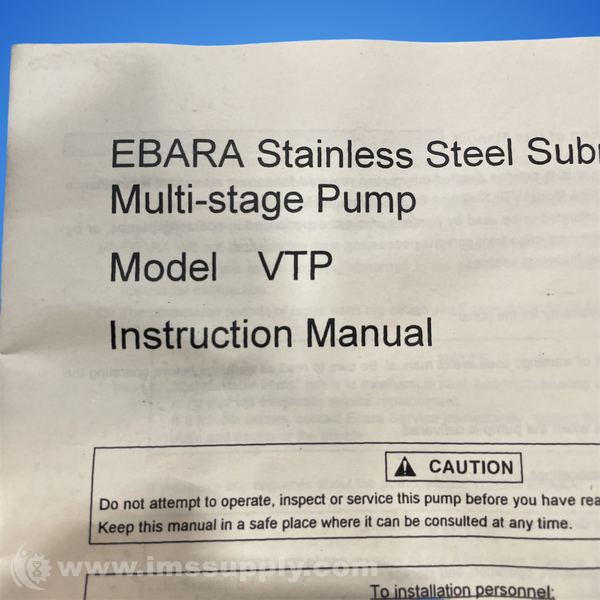 EBARA Stainless Steel Subm
Multi-stage Pump
Model VTP
Instruction Manual
CAUTION
Do not attempt to operate, inspect or service this pump before you have rea
Keep this manual in a safe place where it can be consulted at any time.
www.imssupply.com
To installation personnel: